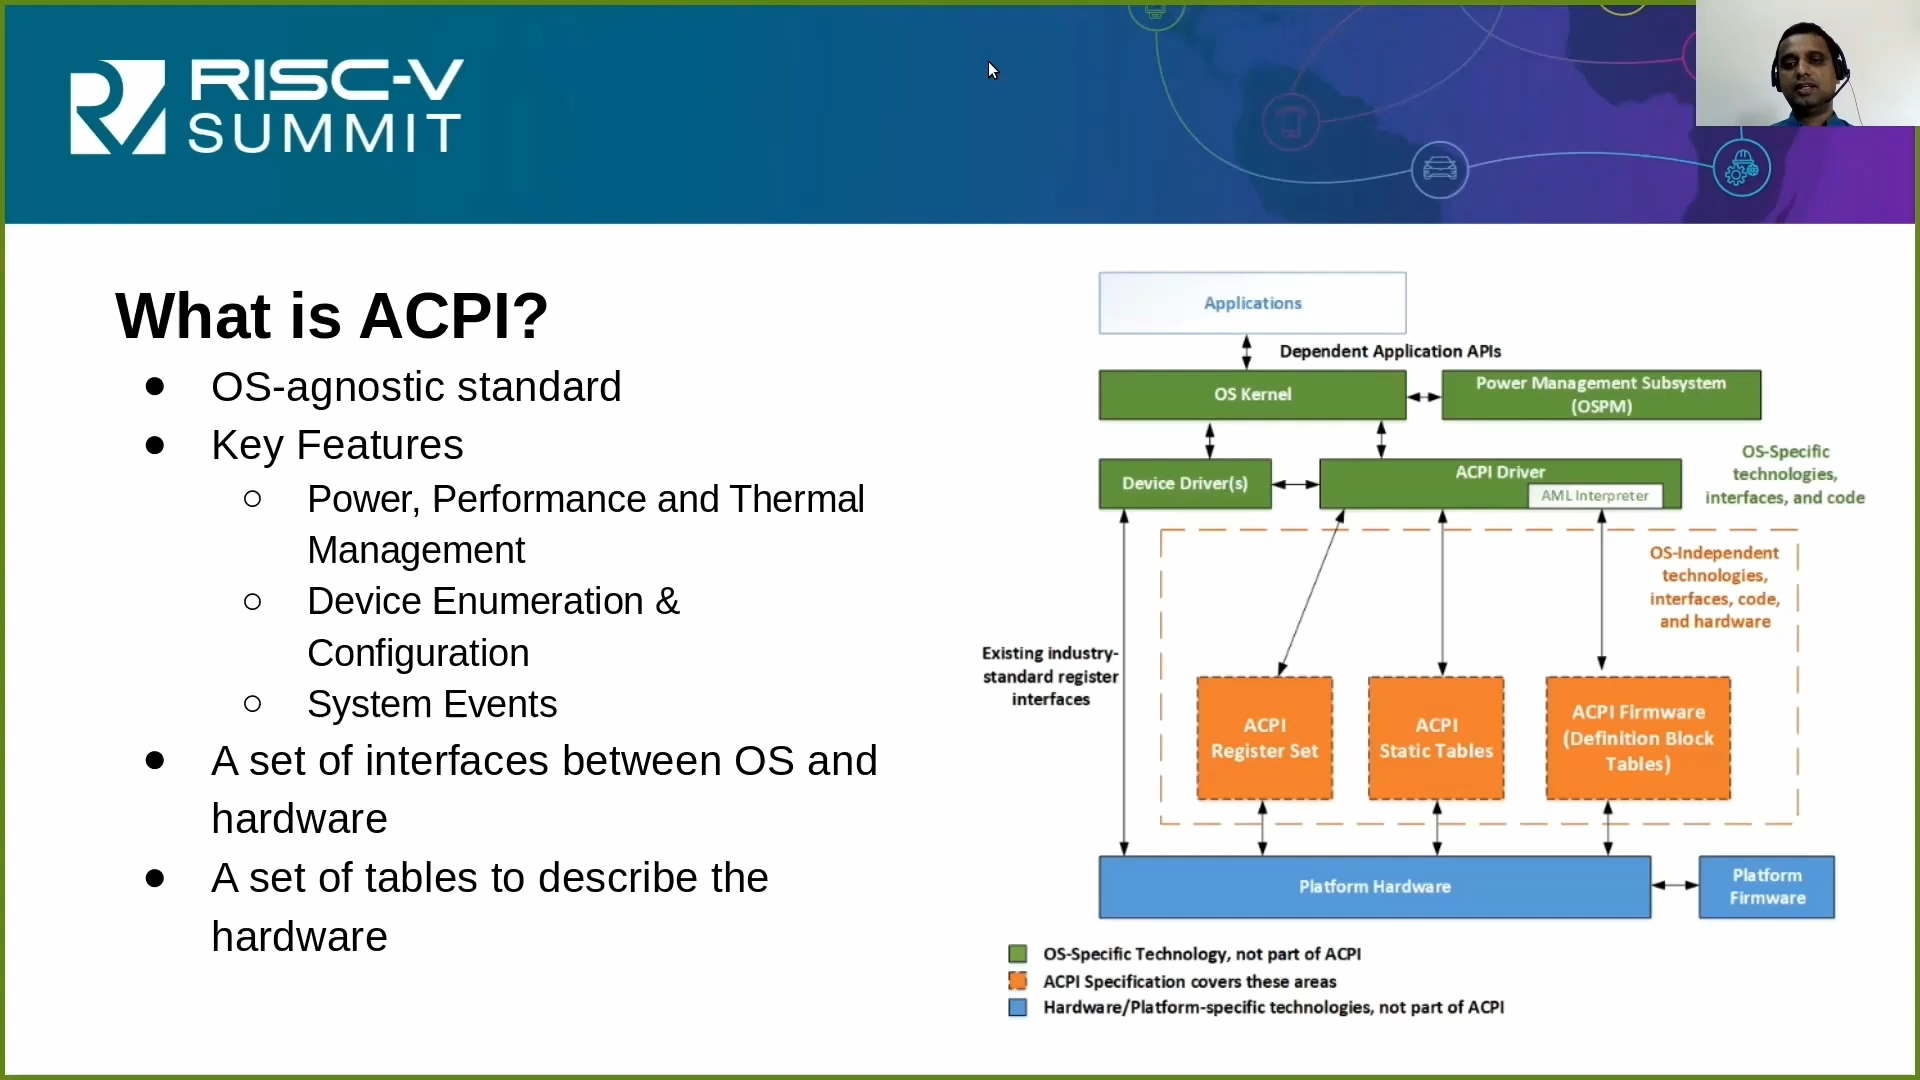 RISC-V
SUMMIT
What is ACPI?
● OS-agnostic standard
● Key Features
○ Power, Performance and Thermal
Management
○ Device Enumeration &
Configuration
○ System Events
● A set of interfaces between OS and
hardware
● A set of tables to describe the
hardware
Applications
Dependent Application APIs
OS Kernel
Power Management Subsystem
(OSPM)
Device Driver(s)
ACPI Driver
AML Interpreter
OS-Specific
technologies,
interfaces, and code
OS-Independent
technologies,
interfaces, code,
and hardware
Existing industry-
standard register
interfaces
ACPI
Register Set
ACPI
Static Tables
ACPI Firmware
(Definition Block
Tables)
Platform Hardware
Platform
Firmware
OS-Specific Technology, not part of ACPI
ACPI Specification covers these areas
Hardware/Platform-specific technologies, not part of ACPI